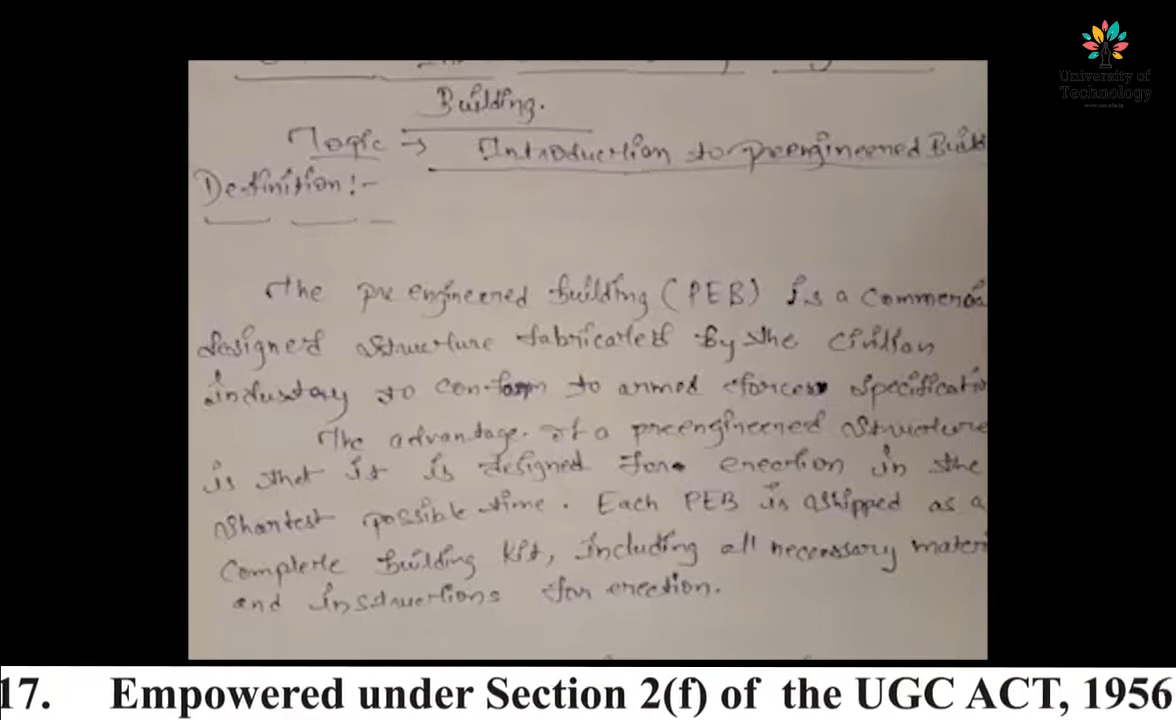 Building.
Topic → Introduction to preengineered Build
Definition:-
The pre engineered building (PEB) is a commerci
designed structure fabricated by the civilian
industry to conform to armed forces specificatio
The advantage of a preengineered structure
is that it is designed for erection in the
shortest possible time. Each PEB is shipped as a
complete building kit, including all necessary materi
and instructions for erection.
University of
Technology
17. Empowered under Section 2(f) of the UGC ACT, 1956